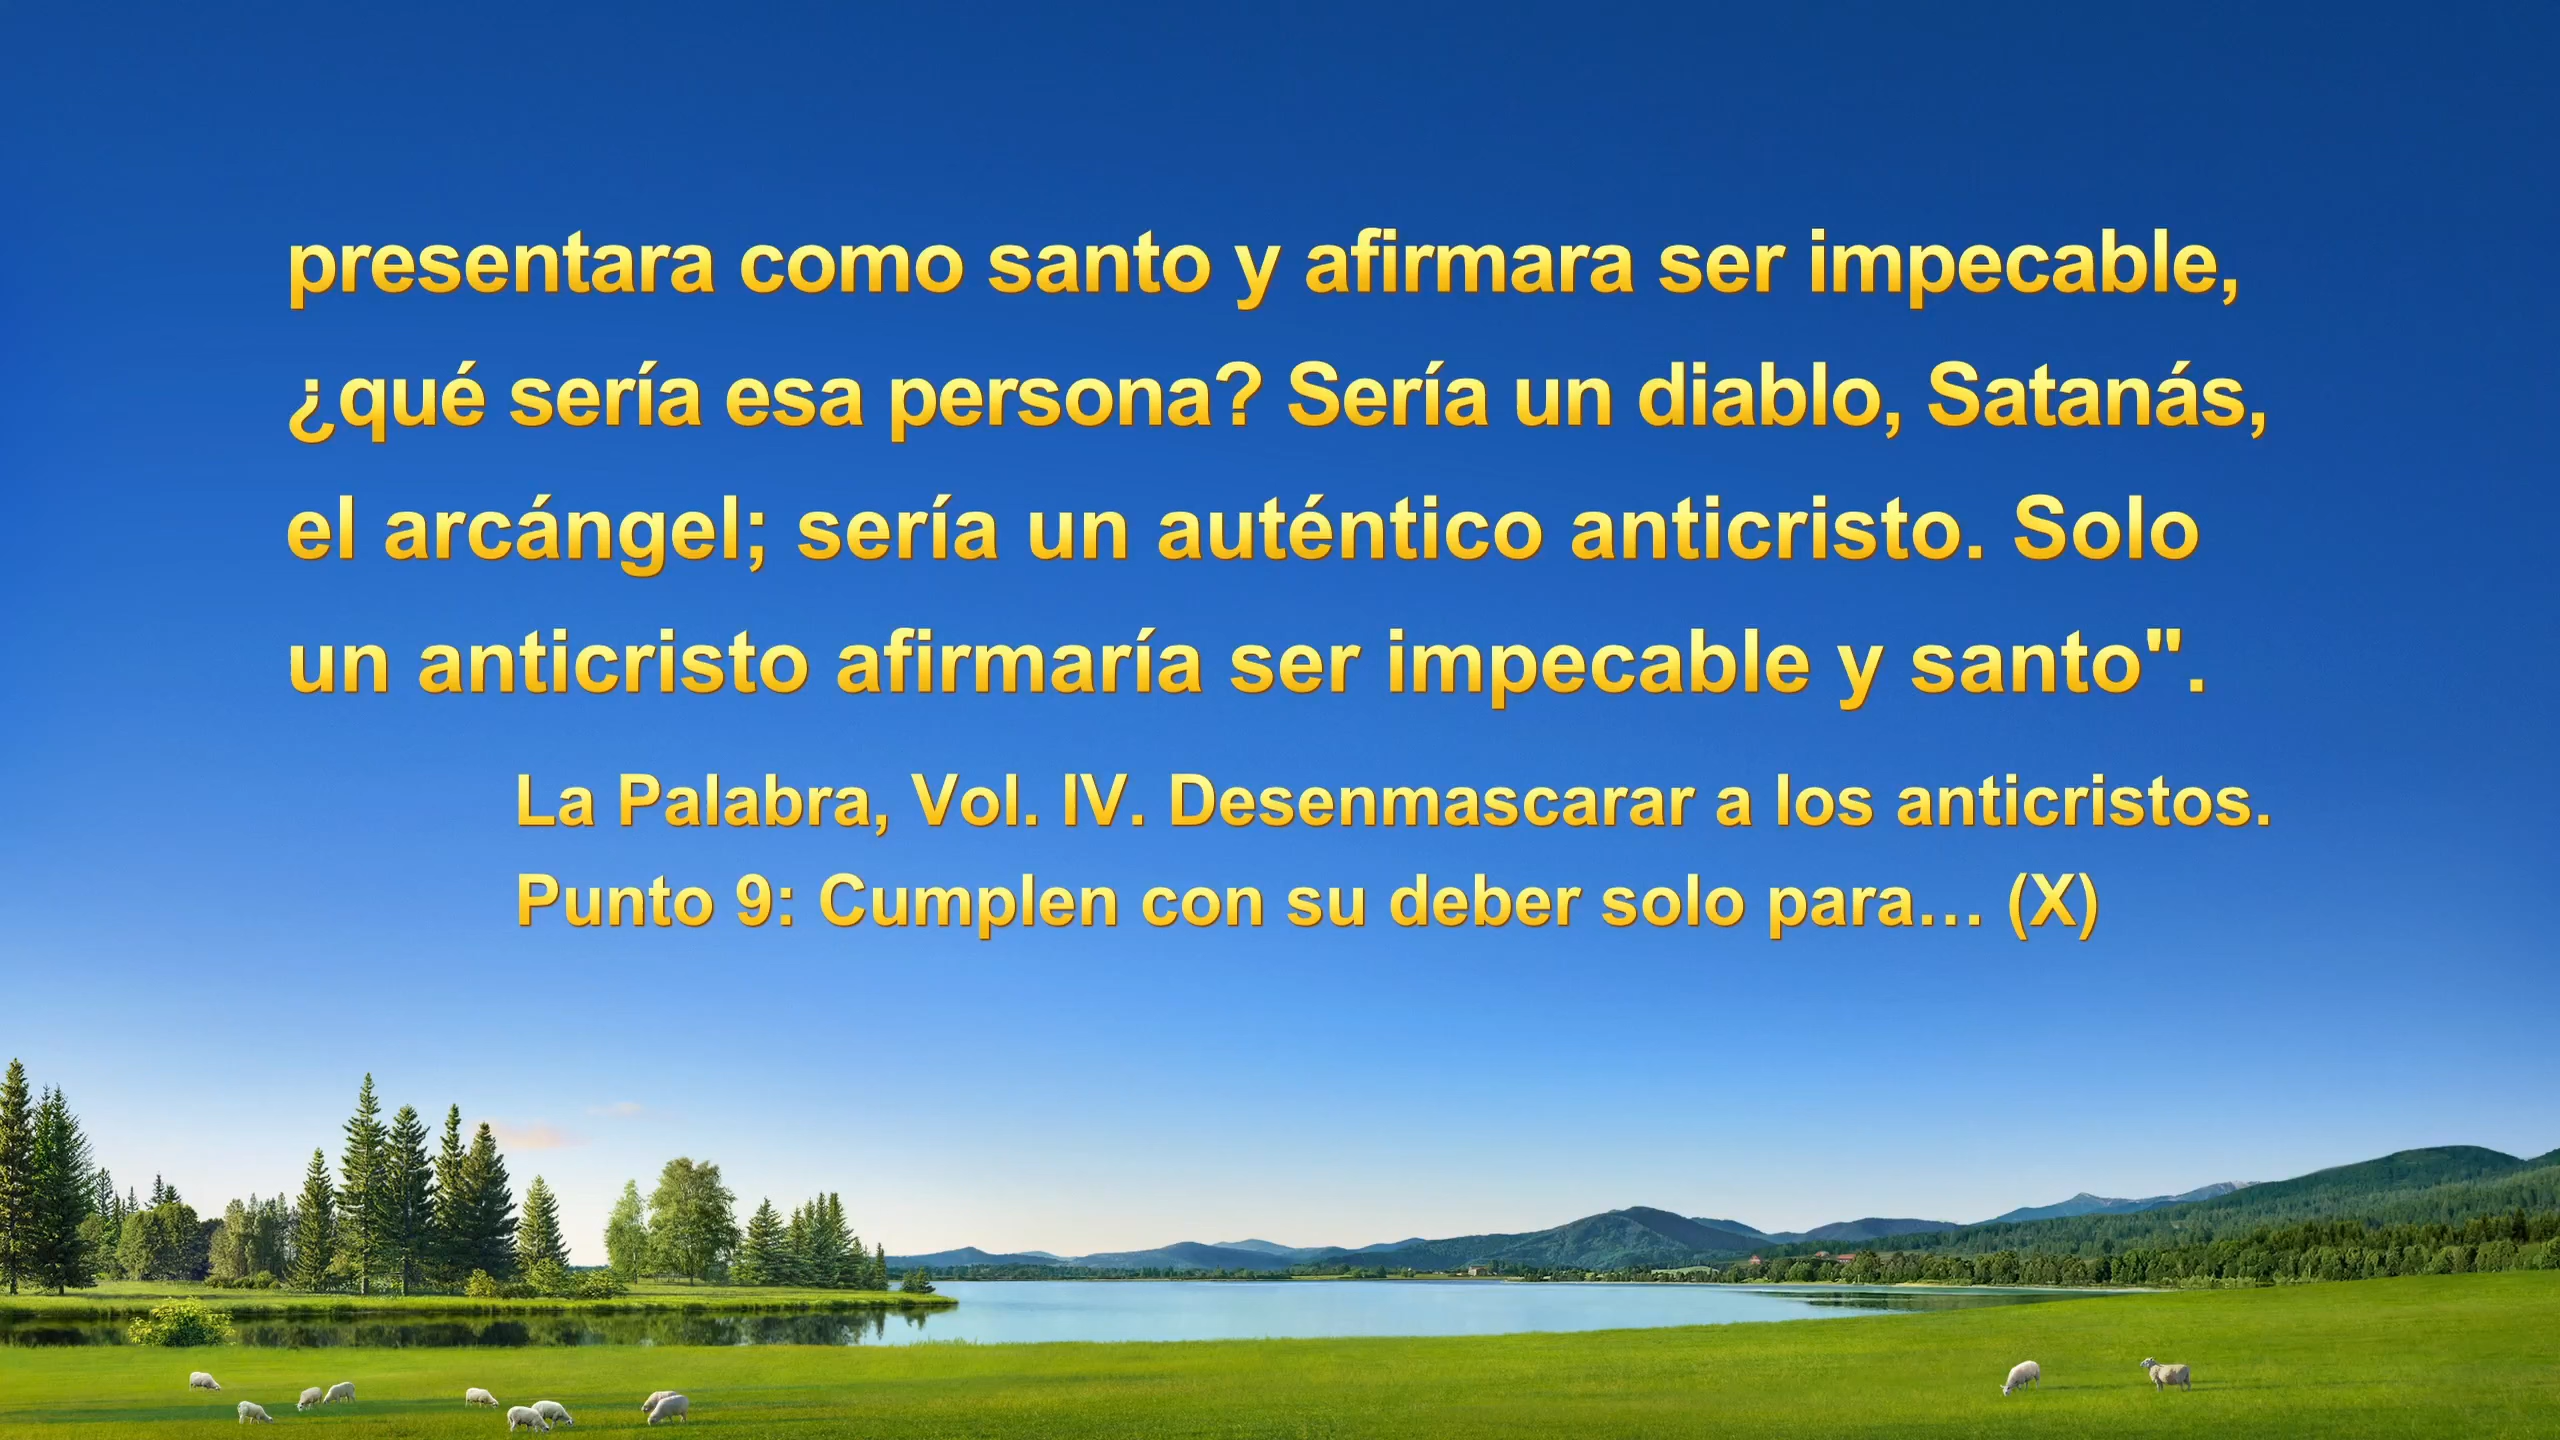 presentara como santo y afirmara ser impecable,
¿qué sería esa persona? Sería un diablo, Satanás,
el arcángel; sería un auténtico anticristo. Solo
un anticristo afirmaría ser impecable y santo".
La Palabra, Vol. IV. Desenmascarar a los anticristos.
Punto 9: Cumplen con su deber solo para… (X)